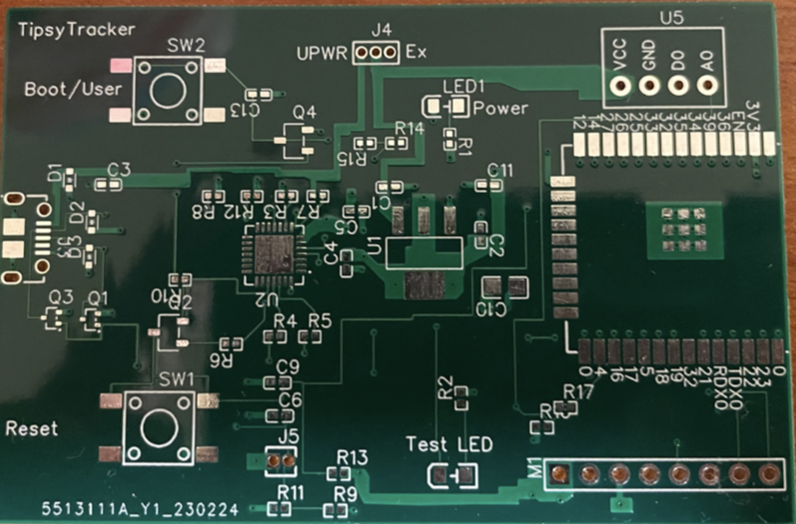 TipsyTracker
SW2
J4
UPWR
Ex
U5
VCC
GND
D0
A0
Boot/User
C13
Q4
LED1
Power
R15
R14
R1
12
14
27
26
25
33
32
35
34
39
36
EN
3V3
D1
C3
C1
C11
R8
R12
R3
R7
C5
D2
D3
J3
U1
C2
C4
U2
C10
R10
Q3
Q1
Q2
R4
R5
R6
0
4
16
17
5
18
19
32
21
RDX0
TDX0
22
23
0
SW1
C9
C6
R2
R17
Reset
J5
Test LED
R13
M1
R11
R9
5513111A_Y1_230224